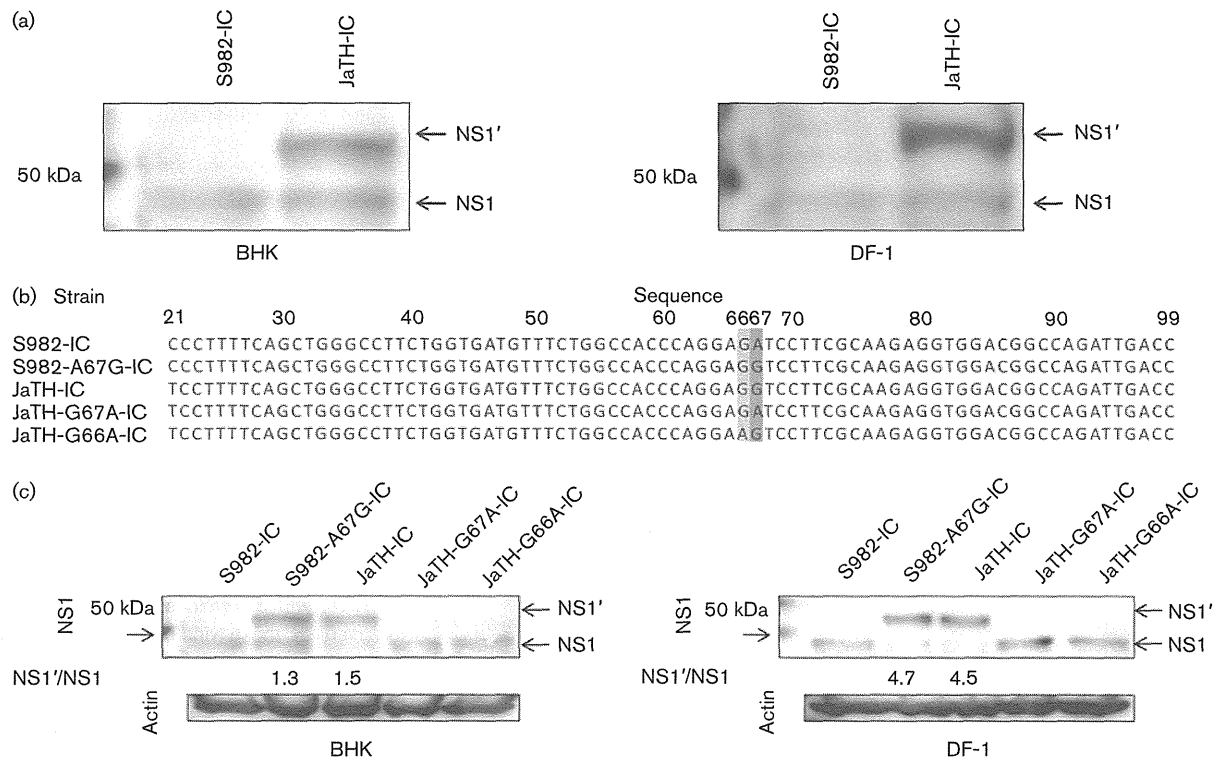 (a)
S982-IC
JaTH-IC
S982-IC
JaTH-IC
50 kDa
← NS1′
← NS1
BHK
50 kDa
← NS1′
← NS1
DF-1
(b) Strain Sequence
21 30 40 50 60 6667 70 80 90 99
S982-IC CCCTTTTCAGCTGGGCCTTCTGGTGATGTTTCTGGCCACCCAGGAGATCCTTCGCAAGAGGTGGACGGCCAGATTGACC
S982-A67G-IC CCCTTTTCAGCTGGGCCTTCTGGTGATGTTTCTGGCCACCCAGGAGGTCCTTCGCAAGAGGTGGACGGCCAGATTGACC
JaTH-IC TCCTTTTCAGCTGGGCCTTCTGGTGATGTTTCTGGCCACCCAGGAGGTCCTTCGCAAGAGGTGGACGGCCAGATTGACC
JaTH-G67A-IC TCCTTTTCAGCTGGGCCTTCTGGTGATGTTTCTGGCCACCCAGGAGATCCTTCGCAAGAGGTGGACGGCCAGATTGACC
JaTH-G66A-IC TCCTTTTCAGCTGGGCCTTCTGGTGATGTTTCTGGCCACCCAGGAAGTCCTTCGCAAGAGGTGGACGGCCAGATTGACC
(c)
S982-IC
S982-A67G-IC
JaTH-IC
JaTH-G67A-IC
JaTH-G66A-IC
NS1
50 kDa
→
← NS1′
← NS1
NS1′/NS1 1.3 1.5
Actin
BHK
S982-IC
S982-A67G-IC
JaTH-IC
JaTH-G67A-IC
JaTH-G66A-IC
NS1
50 kDa
→
← NS1′
← NS1
NS1′/NS1 4.7 4.5
Actin
DF-1